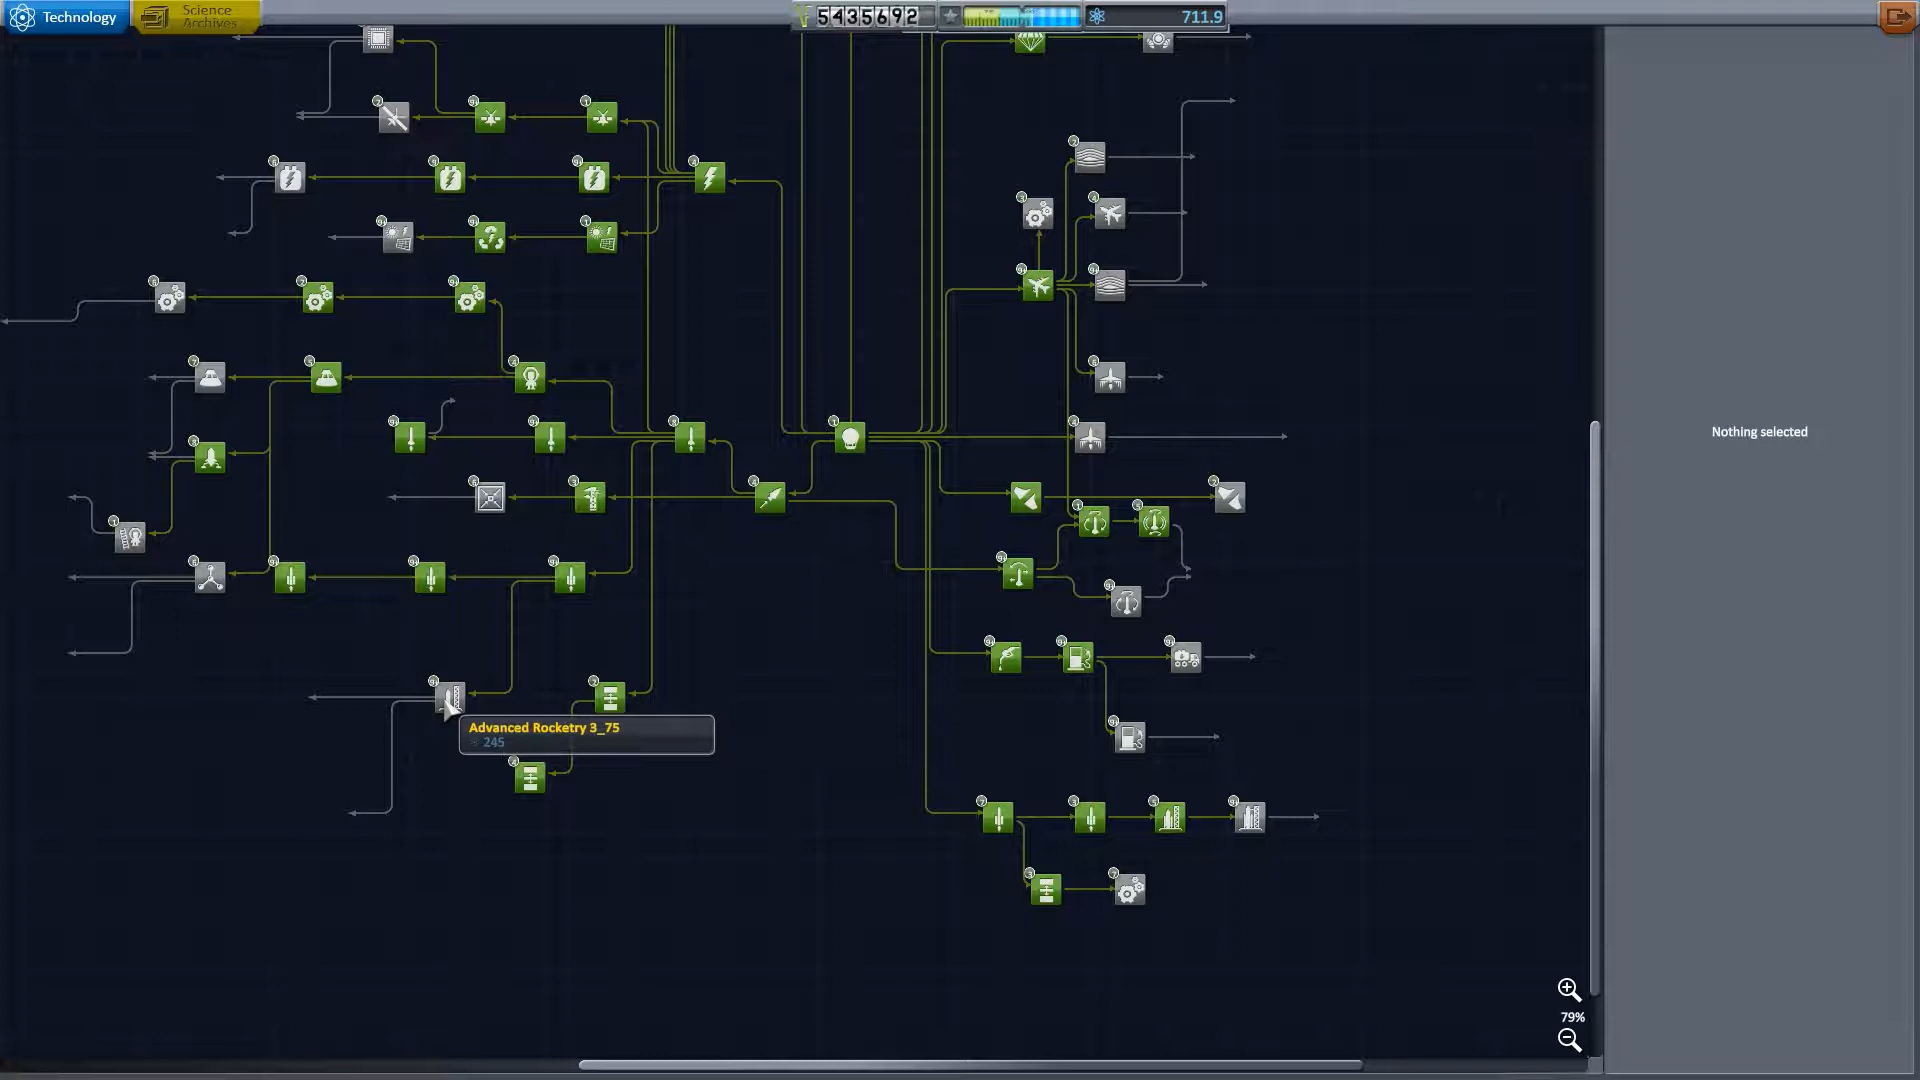 Technology
Science
Archives
5435692
711.9
Nothing selected
Advanced Rocketry 3_75
245
79%